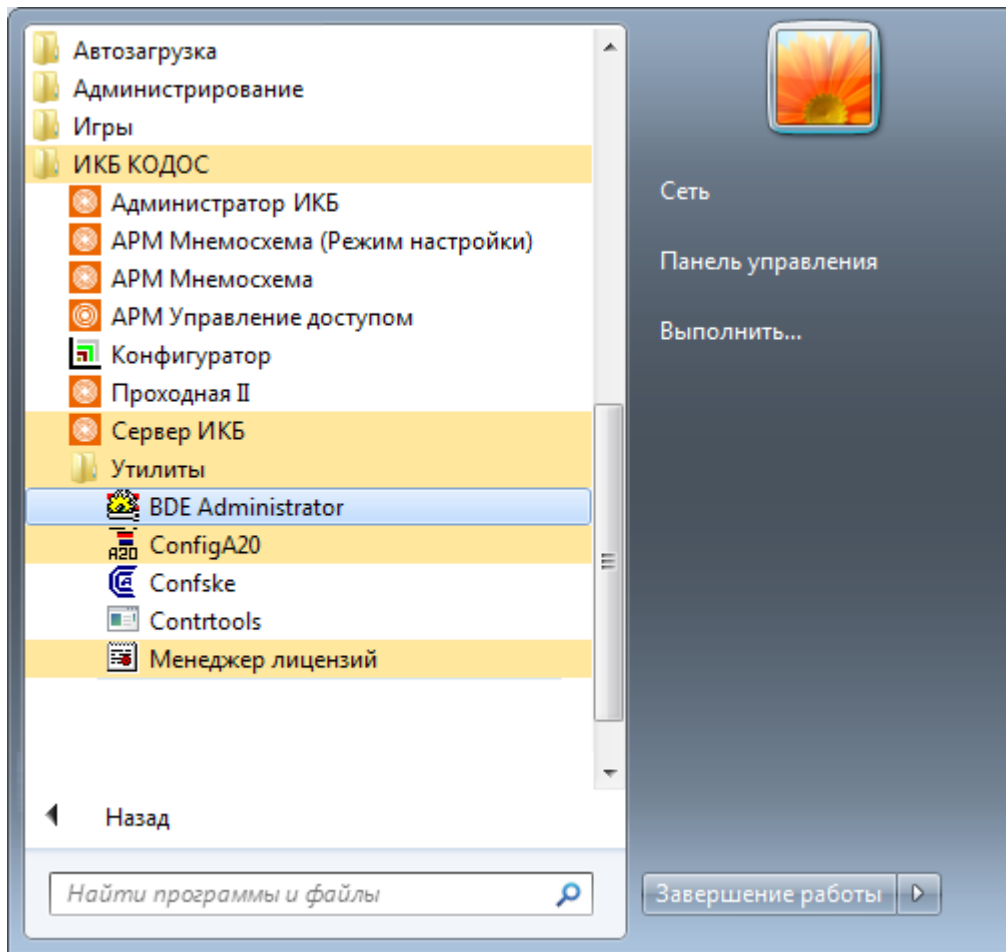 Автозагрузка
Администрирование
Игры
ИКБ КОДОС
Администратор ИКБ
АРМ Мнемосхема (Режим настройки)
АРМ Мнемосхема
АРМ Управление доступом
Конфигуратор
Проходная II
Сервер ИКБ
Утилиты
BDE Administrator
A20 ConfigA20
Confske
Contrtools
Менеджер лицензий
Назад
Найти программы и файлы
Сеть
Панель управления
Выполнить...
Завершение работы